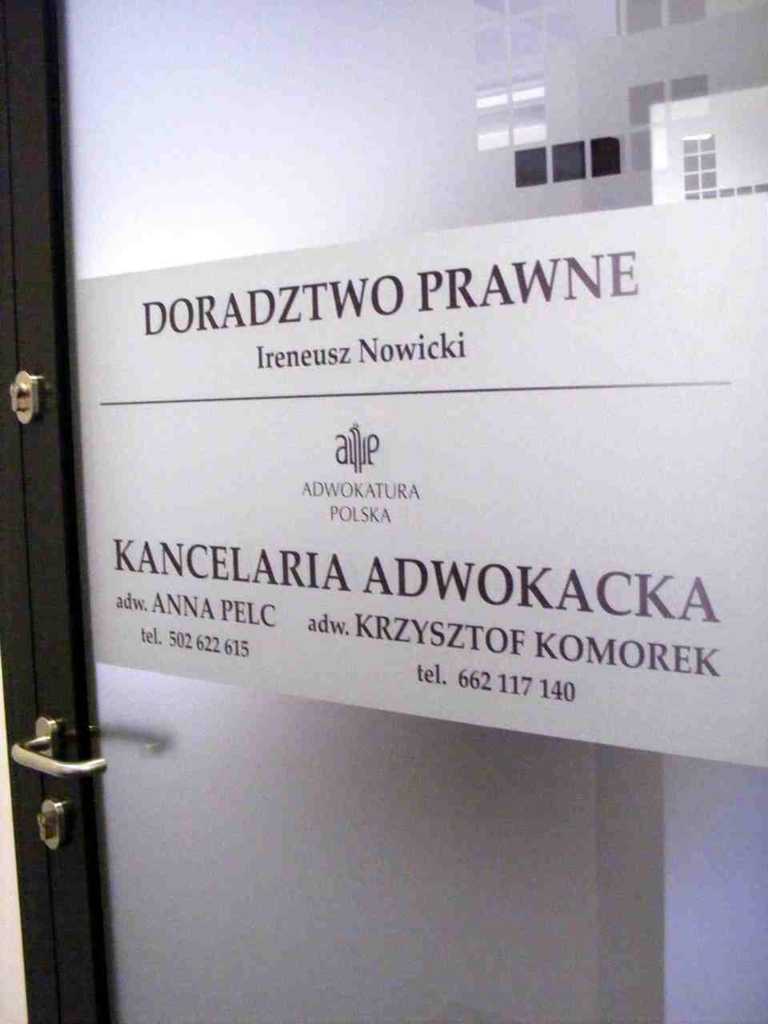 DORADZTWO PRAWNE
Ireneusz Nowicki
ADWOKATURA
POLSKA
KANCELARIA ADWOKACKA
adw. ANNA PELC adw. KRZYSZTOF KOMOREK
tel. 502 622 615 tel. 662 117 140